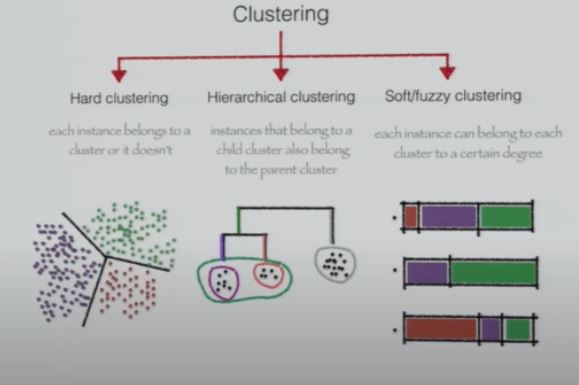 Clustering
Hard clustering
each instance belongs to a
cluster or it doesn't
Hierarchical clustering
instances that belong to a
child cluster also belong
to the parent cluster
Soft/fuzzy clustering
each instance can belong to each
cluster to a certain degree